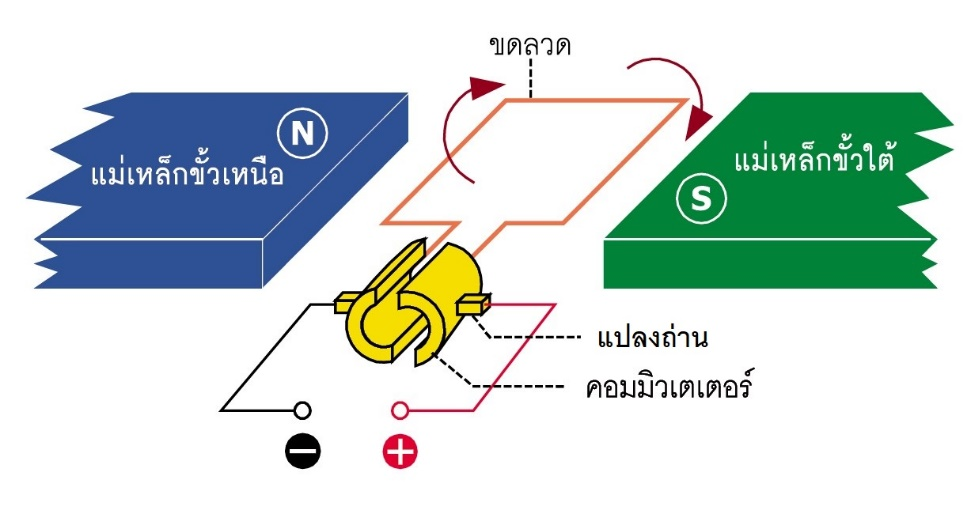 ขดลวด
N
แม่เหล็กขั้วเหนือ
แม่เหล็กขั้วใต้
S
แปลงถ่าน
คอมมิวเตเตอร์
− +